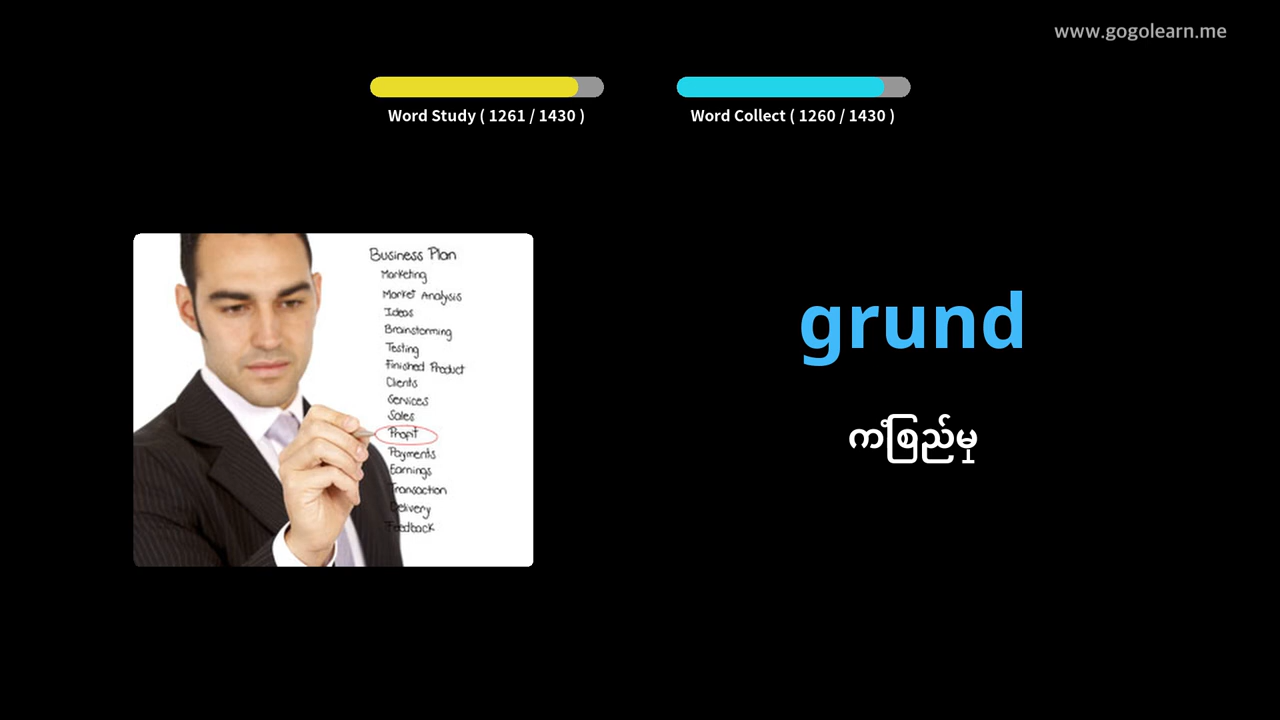 www.gogolearn.me
Word Study ( 1261 / 1430 )
Word Collect ( 1260 / 1430 )
Business Plan
Marketing
Market Analysis
Ideas
Brainstorming
Testing
Finished Product
Clients
Services
Sales
Profit
Payments
Earnings
Transaction
Delivery
Feedback
grund
ကံစြည်မှု